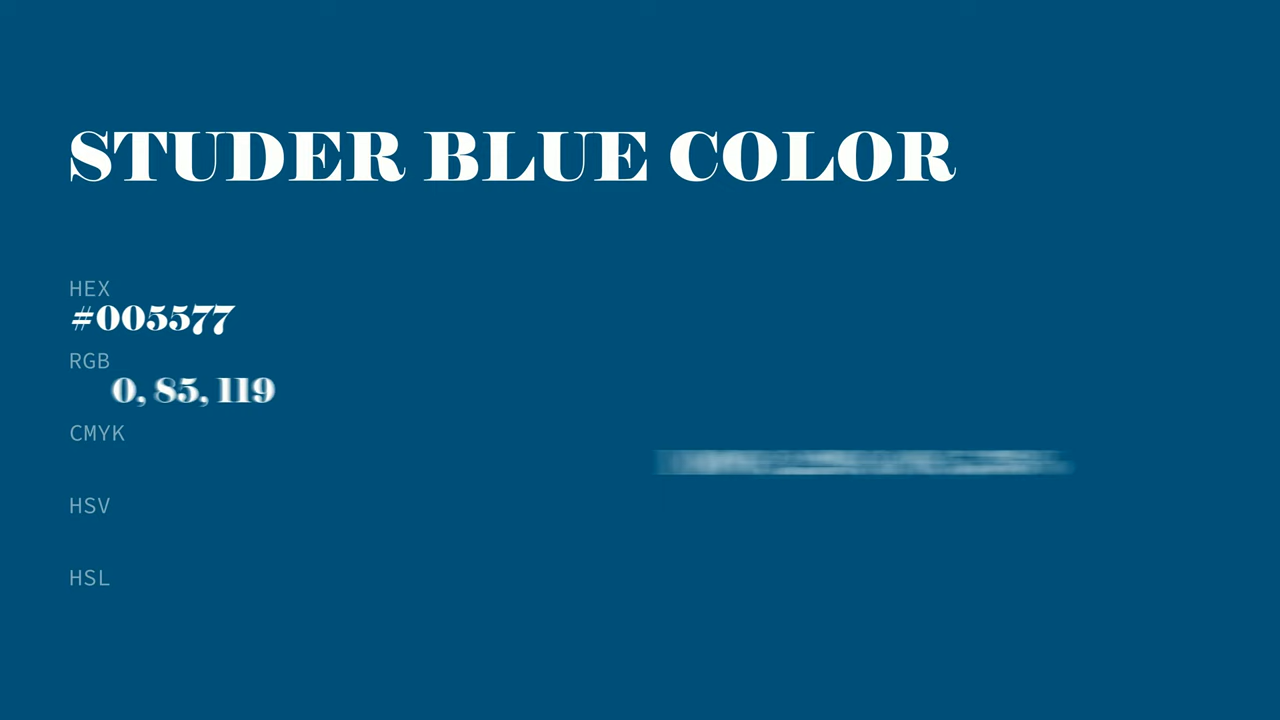 STUDER BLUE COLOR
HEX
#005577
RGB
0, 85, 119
CMYK
HSV
HSL